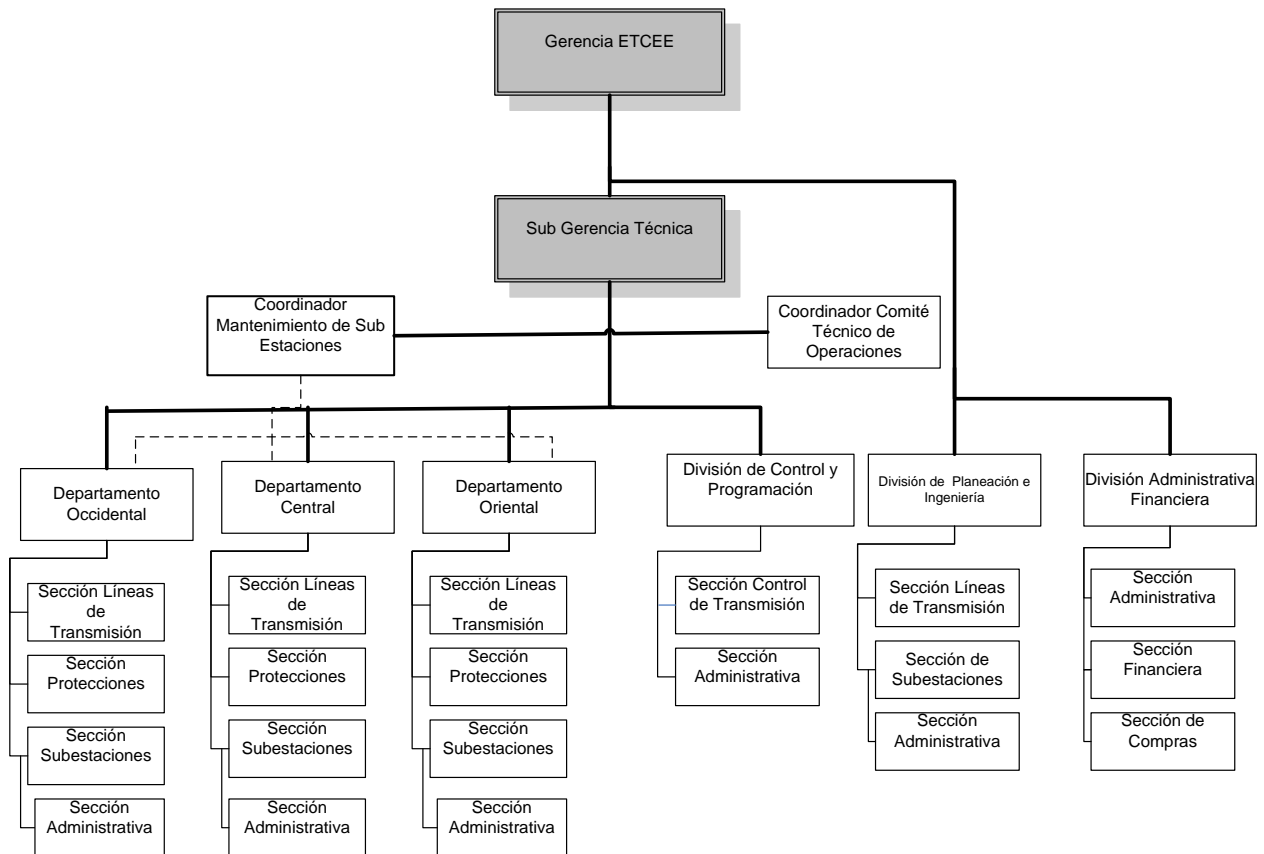 Gerencia ETCEE
Sub Gerencia Técnica
Coordinador
Mantenimiento de Sub
Estaciones
Coordinador Comité
Técnico de
Operaciones
Departamento
Occidental
Departamento
Central
Departamento
Oriental
División de Control y
Programación
División de Planeación e
Ingeniería
División Administrativa
Financiera
Sección Líneas
de
Transmisión
Sección
Protecciones
Sección
Subestaciones
Sección
Administrativa
Sección Líneas
de
Transmisión
Sección
Protecciones
Sección
Subestaciones
Sección
Administrativa
Sección Líneas
de
Transmisión
Sección
Protecciones
Sección
Subestaciones
Sección
Administrativa
Sección Control
de Transmisión
Sección
Administrativa
Sección Líneas
de Transmisión
Sección de
Subestaciones
Sección
Administrativa
Sección
Administrativa
Sección
Financiera
Sección de
Compras